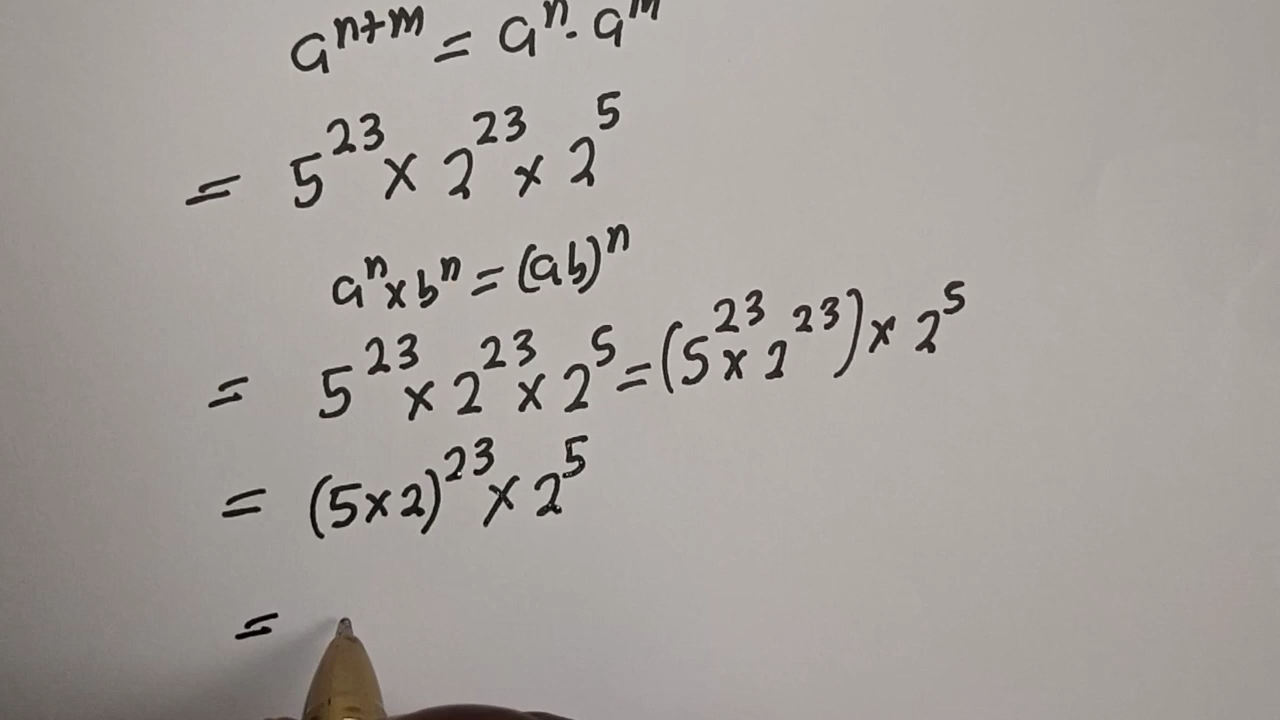 a^{n+m} = a^n · a^m
= 5^{23} × 2^{23} × 2^5
a^n × b^n = (ab)^n
= 5^{23} × 2^{23} × 2^5 = (5^{23} × 2^{23}) × 2^5
= (5×2)^{23} × 2^5
=